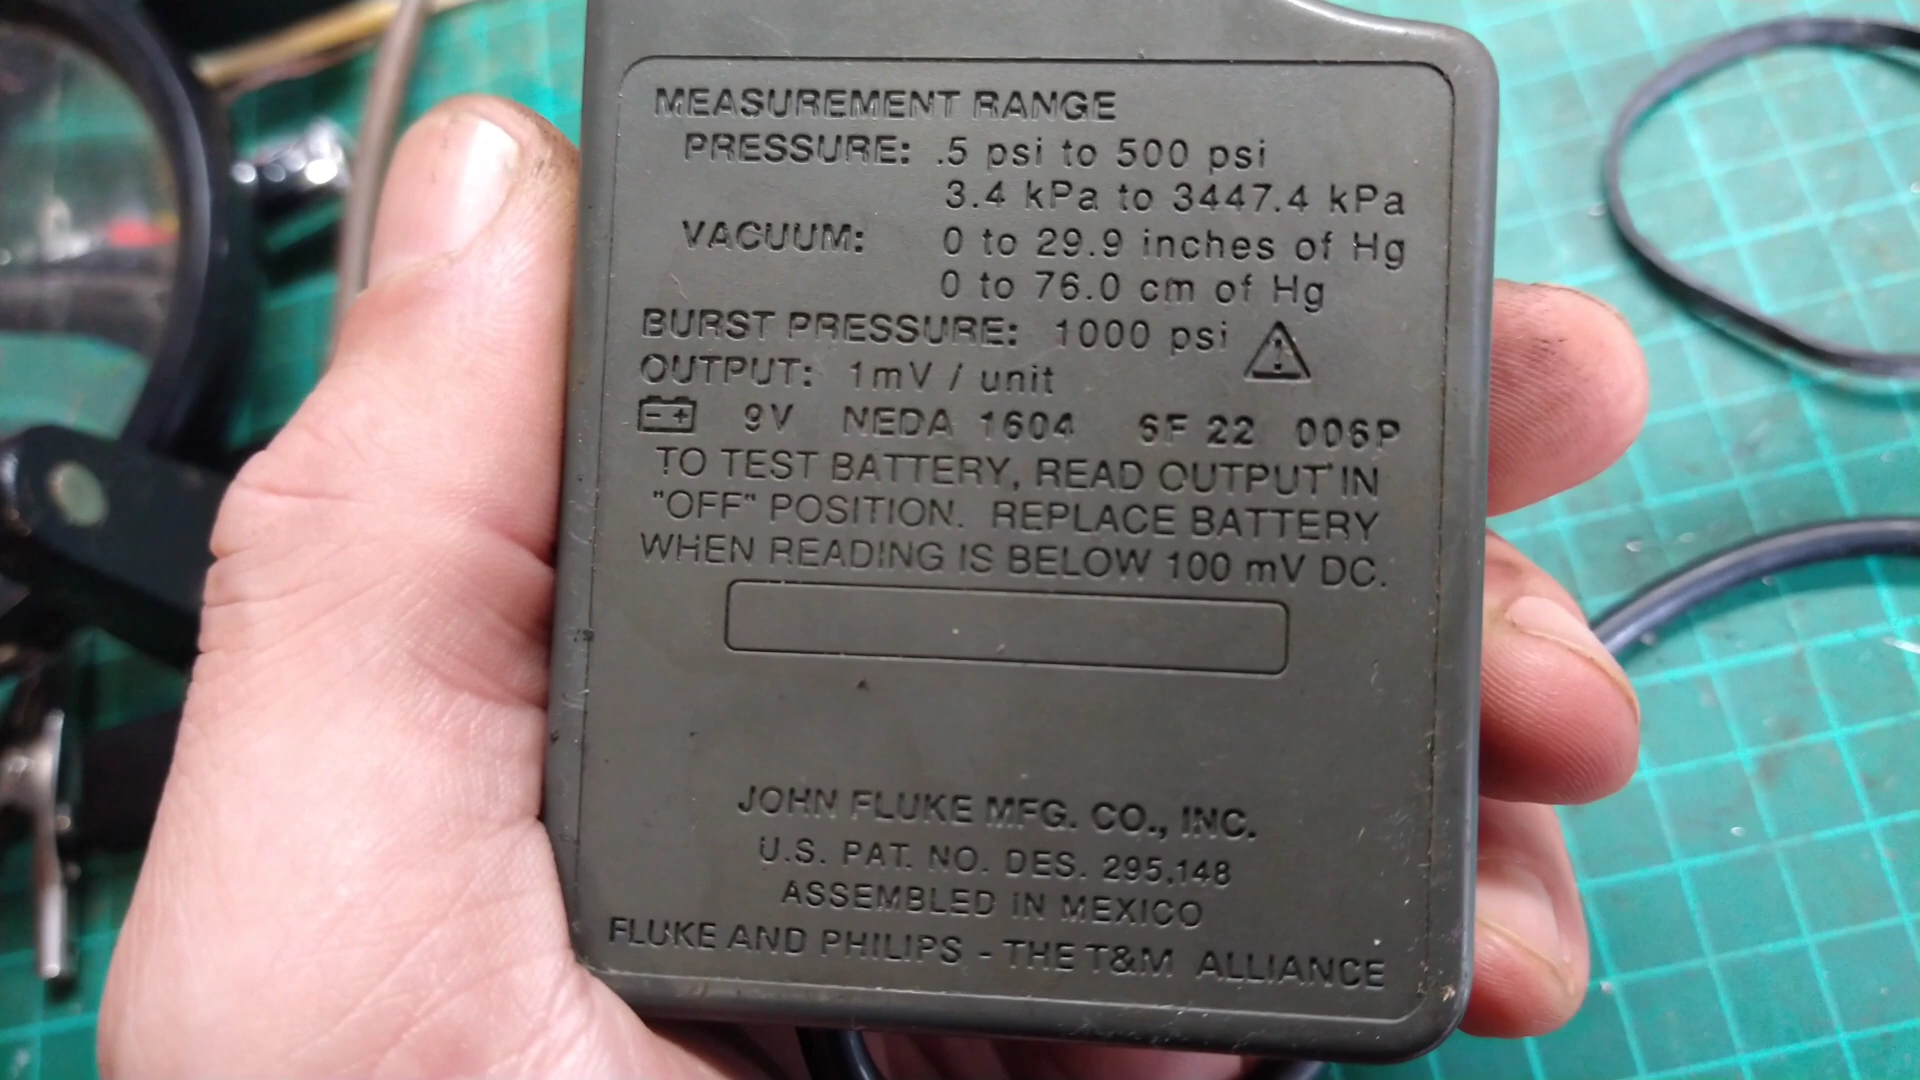 MEASUREMENT RANGE
PRESSURE: .5 psi to 500 psi
3.4 kPa to 3447.4 kPa
VACUUM: 0 to 29.9 inches of Hg
0 to 76.0 cm of Hg
BURST PRESSURE: 1000 psi
OUTPUT: 1mV / unit
9V NEDA 1604 6F 22 006P
TO TEST BATTERY, READ OUTPUT IN
"OFF" POSITION. REPLACE BATTERY
WHEN READING IS BELOW 100 mV DC.
JOHN FLUKE MFG. CO., INC.
U.S. PAT. NO. DES. 295,148
ASSEMBLED IN MEXICO
FLUKE AND PHILIPS - THE T&M ALLIANCE